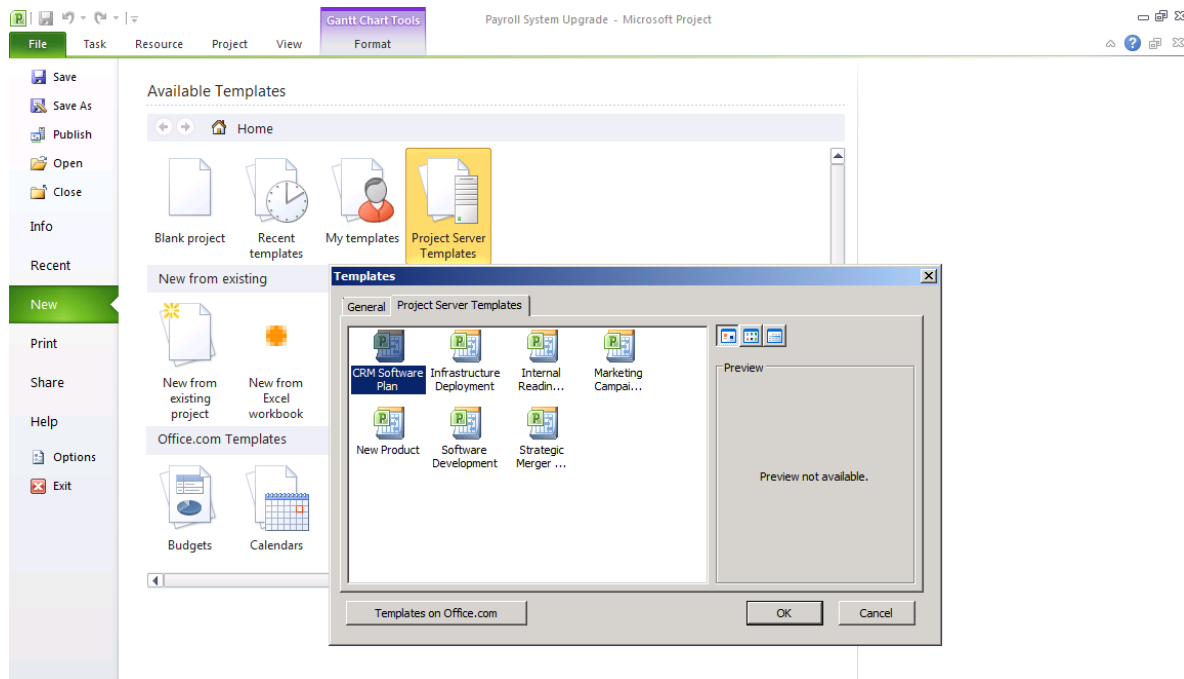 Gantt Chart Tools
Payroll System Upgrade - Microsoft Project
File Task Resource Project View Format
Save
Save As
Publish
Open
Close
Info
Recent
New
Print
Share
Help
Options
Exit
Available Templates
Home
Blank project
Recent templates
My templates
Project Server Templates
New from existing
New from existing project
New from Excel workbook
Office.com Templates
Budgets
Calendars
Templates
General
Project Server Templates
CRM Software Plan
Infrastructure Deployment
Internal Readin...
Marketing Campai...
New Product
Software Development
Strategic Merger ...
Preview
Preview not available.
Templates on Office.com
OK
Cancel